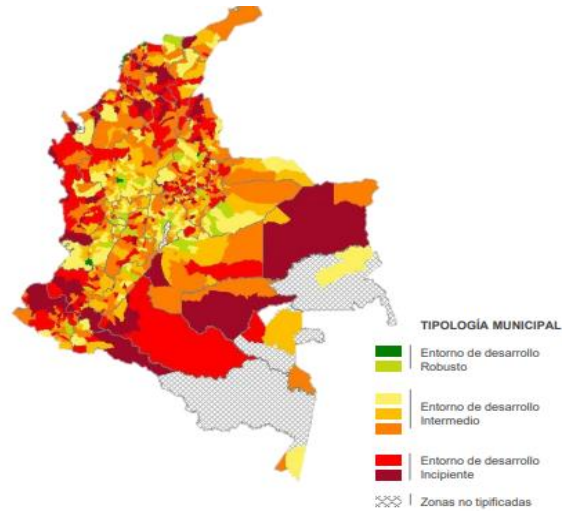 TIPOLOGÍA MUNICIPAL
Entorno de desarrollo
Robusto
Entorno de desarrollo
Intermedio
Entorno de desarrollo
Incipiente
Zonas no tipificadas